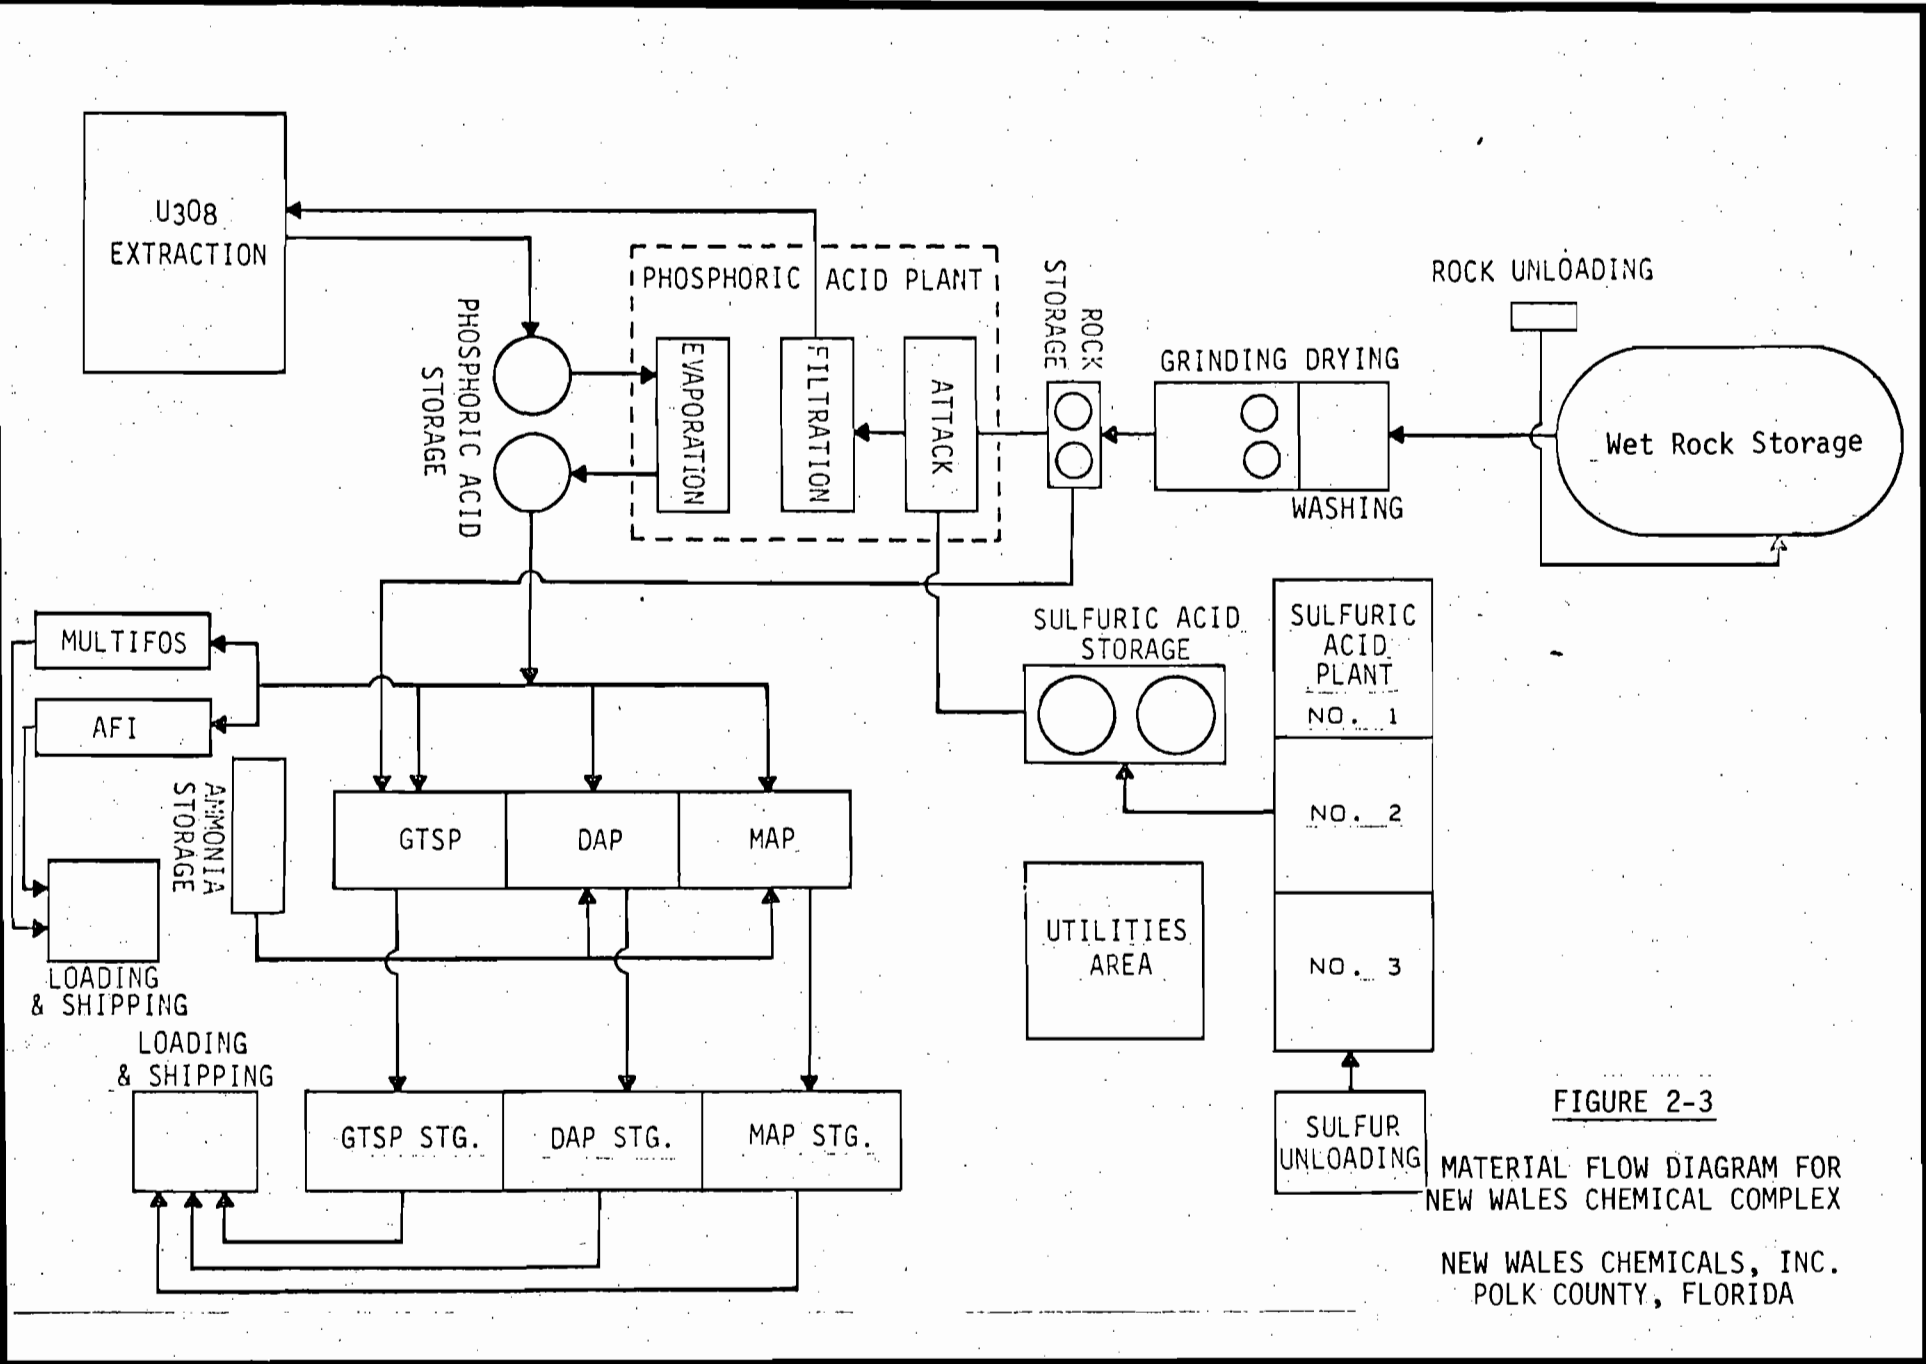 U308
EXTRACTION
PHOSPHORIC ACID PLANT
PHOSPHORIC ACID
STORAGE
EVAPORATION
FILTRATION
ATTACK
ROCK
STORAGE
GRINDING DRYING
WASHING
ROCK UNLOADING
Wet Rock Storage
MULTIFOS
AFI
AMMONIA
STORAGE
LOADING
& SHIPPING
SULFURIC ACID
STORAGE
SULFURIC
ACID
PLANT
NO. 1
NO. 2
NO. 3
GTSP
DAP
MAP
UTILITIES
AREA
LOADING
& SHIPPING
GTSP STG.
DAP STG.
MAP STG.
SULFUR
UNLOADING
FIGURE 2-3
MATERIAL FLOW DIAGRAM FOR
NEW WALES CHEMICAL COMPLEX
NEW WALES CHEMICALS, INC.
POLK COUNTY, FLORIDA